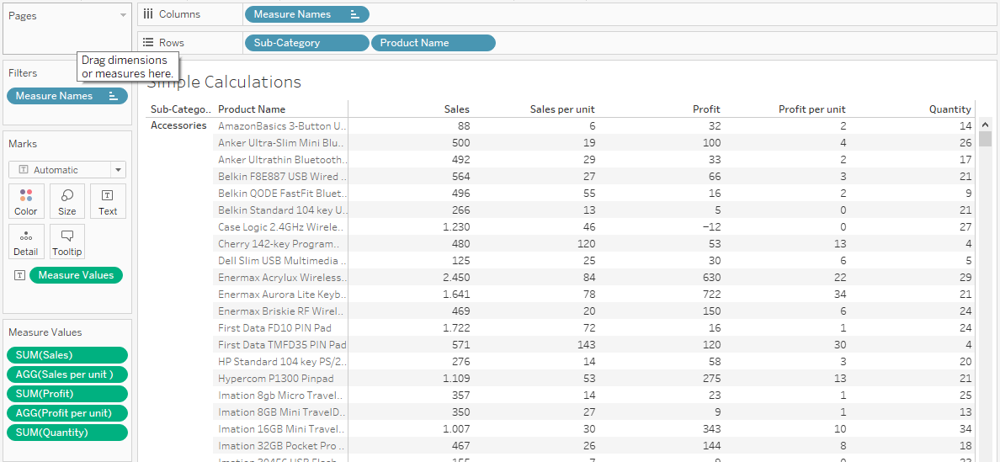 Pages
Columns
Measure Names
Rows
Sub-Category
Product Name
Drag dimensions
or measures here.
Filters
Measure Names
Simple Calculations
Sub-Catego.. Product Name Sales Sales per unit Profit Profit per unit Quantity
Accessories AmazonBasics 3-Button U.. 88 6 32 2 14
Anker Ultra-Slim Mini Blu.. 500 19 100 4 26
Anker Ultrathin Bluetooth.. 492 29 33 2 17
Belkin F8E887 USB Wired .. 564 27 66 3 21
Belkin QODE FastFit Bluet.. 496 55 16 2 9
Belkin Standard 104 key U.. 266 13 5 0 21
Case Logic 2.4GHz Wirele.. 1.230 46 −12 0 27
Cherry 142-key Program.. 480 120 53 13 4
Dell Slim USB Multimedia .. 125 25 30 6 5
Enermax Acrylux Wireless.. 2.450 84 630 22 29
Enermax Aurora Lite Keyb.. 1.641 78 722 34 21
Enermax Briskie RF Wirel.. 469 20 150 6 24
First Data FD10 PIN Pad 1.722 72 16 1 24
First Data TMFD35 PIN Pad 571 143 120 30 4
HP Standard 104 key PS/2.. 276 14 58 3 20
Hypercom P1300 Pinpad 1.109 53 275 13 21
Imation 8gb Micro Travel.. 357 14 23 1 25
Imation 8GB Mini TravelD.. 350 27 9 1 13
Imation 16GB Mini Travel.. 1.007 30 343 10 34
Imation 32GB Pocket Pro .. 467 26 144 8 18
Marks
Automatic
Color
Size
Text
Detail
Tooltip
Measure Values
Measure Values
SUM(Sales)
AGG(Sales per unit )
SUM(Profit)
AGG(Profit per unit)
SUM(Quantity)